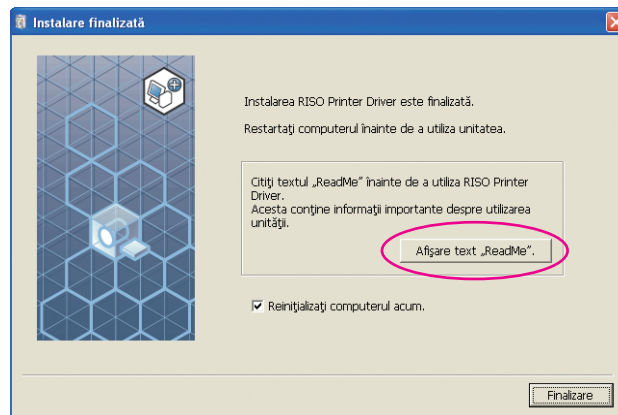 Instalare finalizată
Instalarea RISO Printer Driver este finalizată.
Restartaţi computerul înainte de a utiliza unitatea.
Citiţi textul „ReadMe” înainte de a utiliza RISO Printer
Driver.
Acesta conţine informaţii importante despre utilizarea
unităţii.
Afişare text „ReadMe”.
Reiniţializaţi computerul acum.
Finalizare